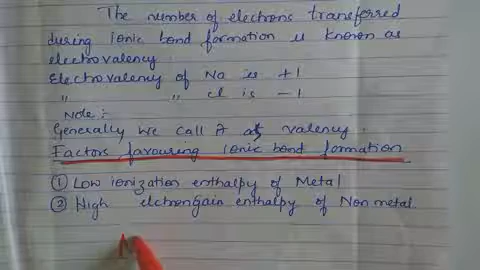 The number of electrons transferred
during ionic bond formation is known as
electrovalency
Electrovalency of Na is +1
" " cl is -1
Note:-
Generally we call it as valency.
Factors favouring ionic bond formation
① Low ionization enthalpy of Metal
② High elctrongain enthalpy of Non metal.